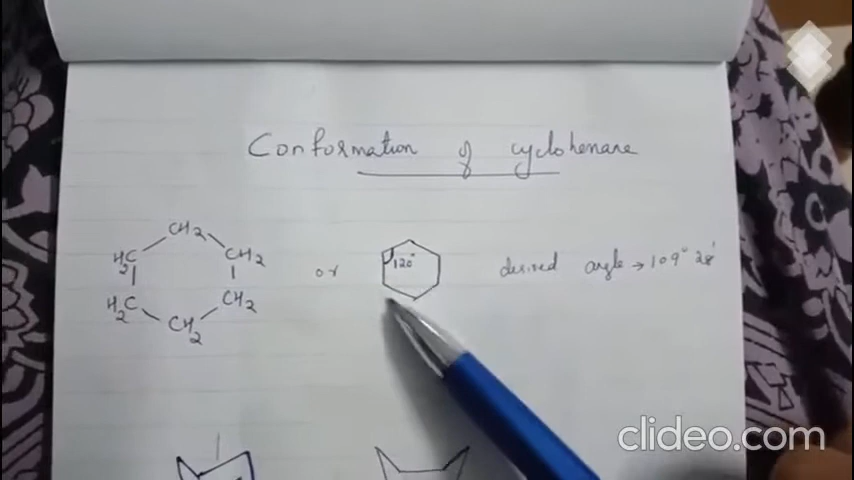 Conformation of cyclohexane
CH2
H2C CH2
or
120°
desired angle → 109° 28'
H2C CH2
CH2
clideo.com